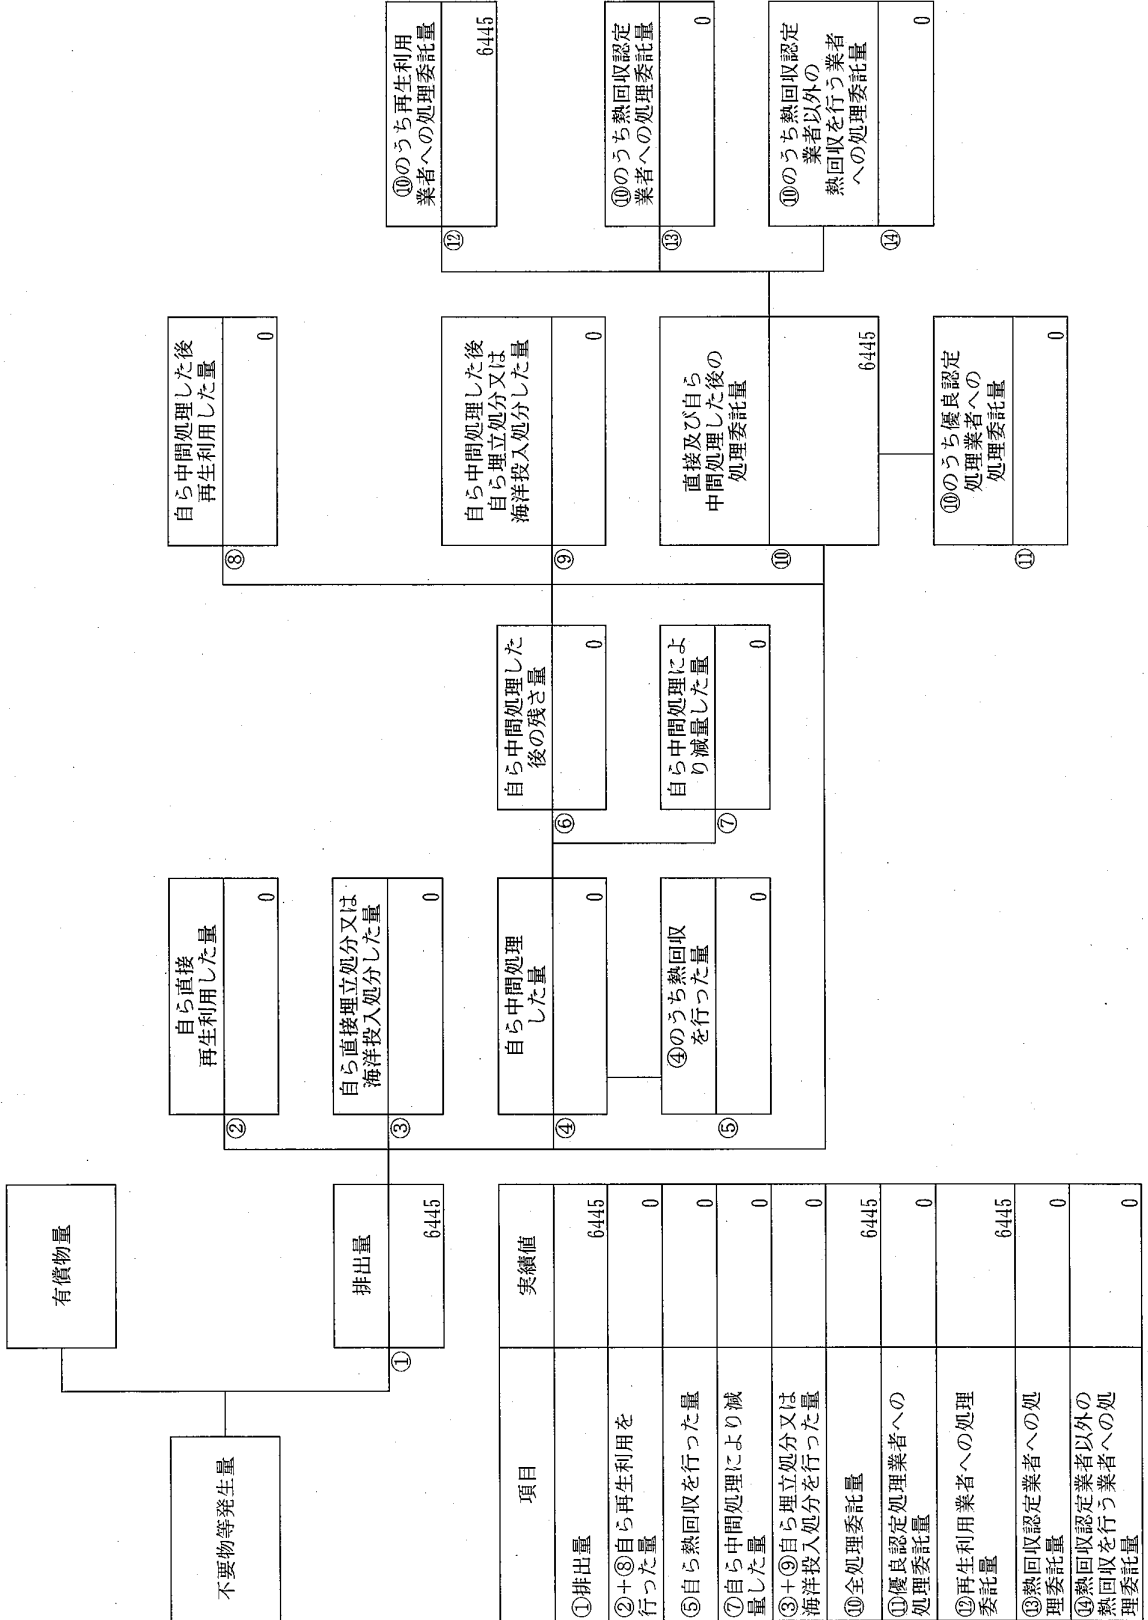 不要物等発生量
有償物量
排出量
①
6445
自ら直接
再生利用した量
②
0
自ら直接埋立処分又は
海洋投入処分した量
③
0
自ら中間処理
した量
④
0
④のうち熱回収
を行った量
⑤
0
自ら中間処理した
後の残さ量
⑥
0
自ら中間処理によ
り減量した量
⑦
0
自ら中間処理した後
再生利用した量
⑧
0
自ら中間処理した後
自ら埋立処分又は
海洋投入処分した量
⑨
0
直接及び自ら
中間処理した後の
処理委託量
⑩
6445
⑩のうち優良認定
処理業者への
処理委託量
⑪
0
⑩のうち再生利用
業者への処理委託量
⑫
6445
⑩のうち熱回収認定
業者への処理委託量
⑬
0
⑩のうち熱回収認定
業者以外の
熱回収を行う業者
への処理委託量
⑭
0
項目 実績値
①排出量 6445
②+⑧自ら再生利用を
行った量 0
⑤自ら熱回収を行った量 0
⑦自ら中間処理により減
量した量 0
③+⑨自ら埋立処分又は
海洋投入処分を行った量 0
⑩全処理委託量 6445
⑪優良認定処理業者への
処理委託量 0
⑫再生利用業者への処理
委託量 6445
⑬熱回収認定業者への処
理委託量 0
⑭熱回収認定業者以外の
熱回収を行う業者への処
理委託量 0